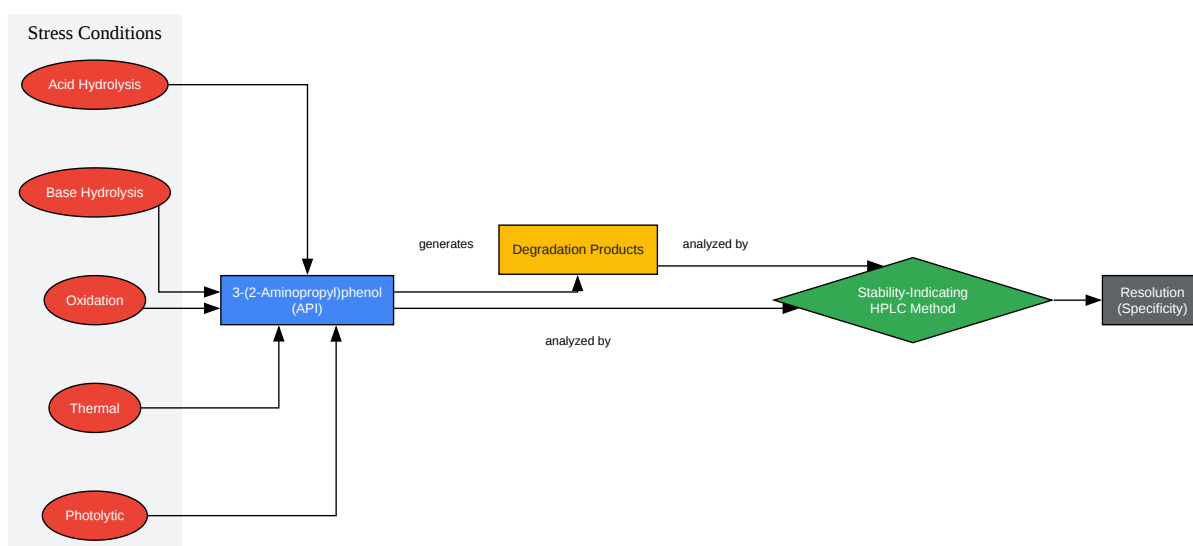 Stress Conditions
Acid Hydrolysis
Base Hydrolysis
Oxidation
Thermal
Photolytic
3-(2-Aminopropyl)phenol
(API)
generates
Degradation Products
analyzed by
analyzed by
Stability-Indicating
HPLC Method
Resolution
(Specificity)